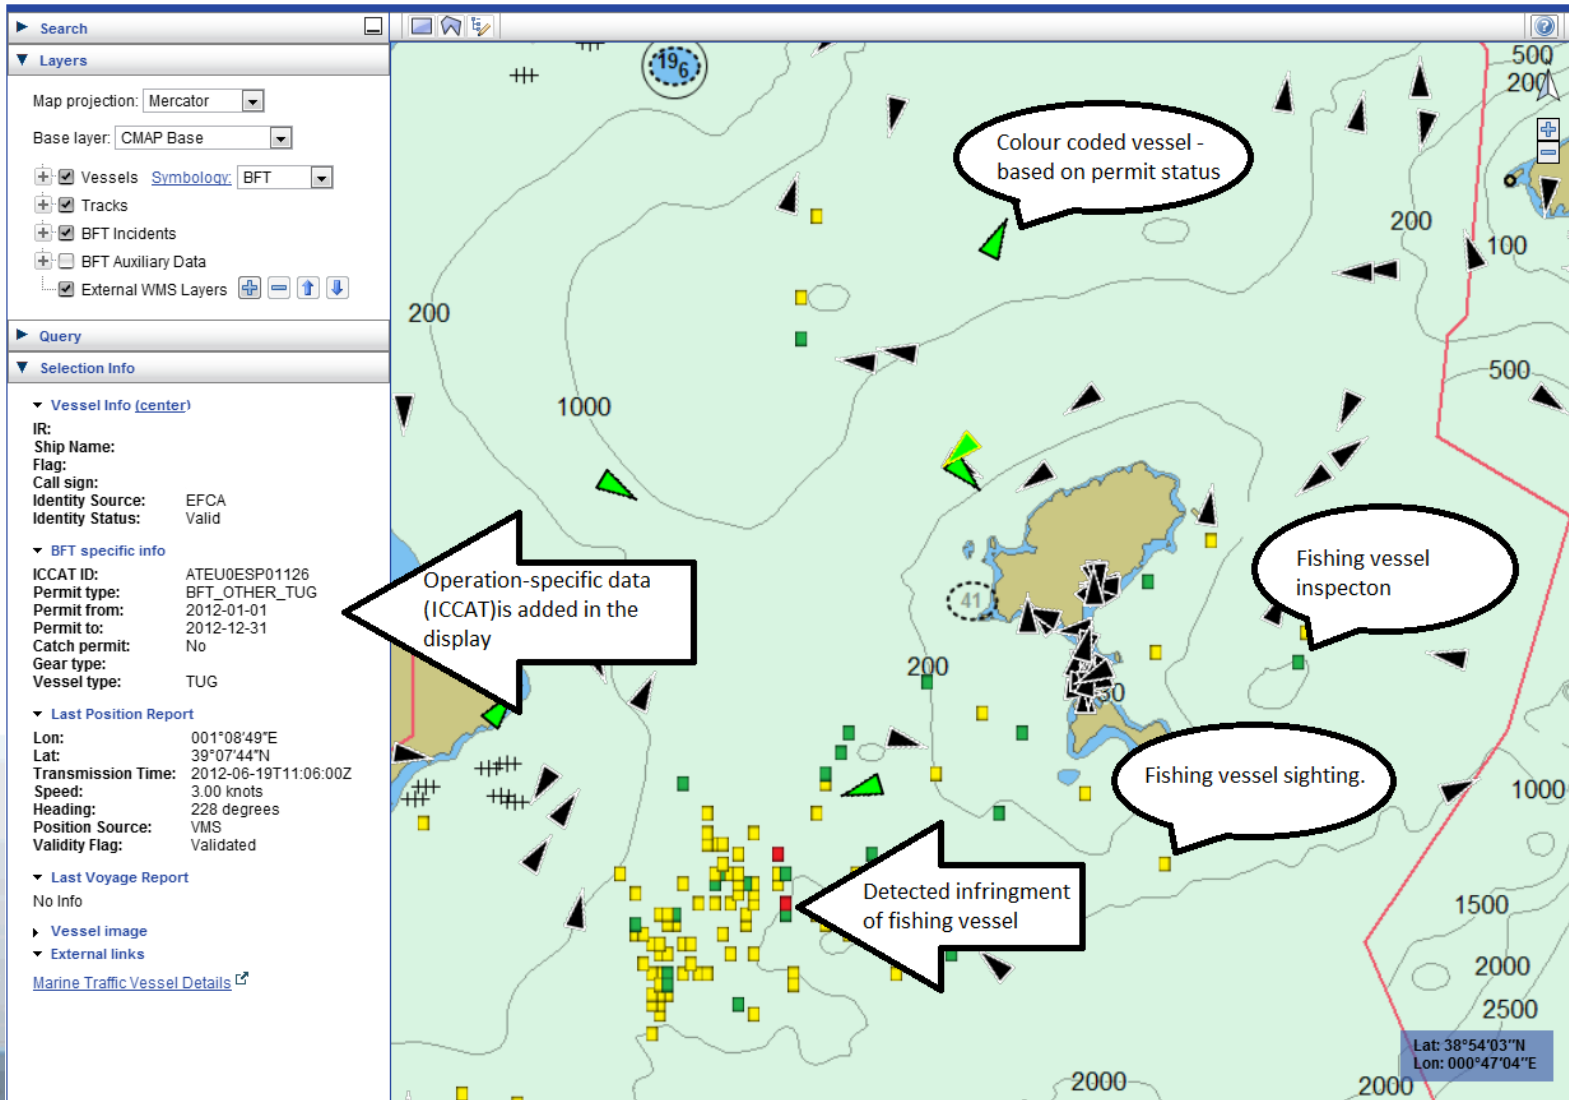 Search
Layers
Map projection: Mercator
Base layer: CMAP Base
Vessels Symbology: BFT
Tracks
BFT Incidents
BFT Auxiliary Data
External WMS Layers
Query
Selection Info
Vessel Info (center)
IR:
Ship Name:
Flag:
Call sign:
Identity Source: EFCA
Identity Status: Valid
BFT specific info
ICCAT ID: ATEU0ESP01126
Permit type: BFT_OTHER_TUG
Permit from: 2012-01-01
Permit to: 2012-12-31
Catch permit: No
Gear type:
Vessel type: TUG
Last Position Report
Lon: 001°08'49"E
Lat: 39°07'44"N
Transmission Time: 2012-06-19T11:06:00Z
Speed: 3.00 knots
Heading: 228 degrees
Position Source: VMS
Validity Flag: Validated
Last Voyage Report
No Info
Vessel image
External links
Marine Traffic Vessel Details
196
500
200
Colour coded vessel -
based on permit status
200
100
200
500
1000
Operation-specific data
(ICCAT)is added in the
display
Fishing vessel
inspecton
41
200
50
Fishing vessel sighting.
1000
Detected infringment
of fishing vessel
1500
2000
2500
Lat: 38°54'03"N
Lon: 000°47'04"E
2000
2000